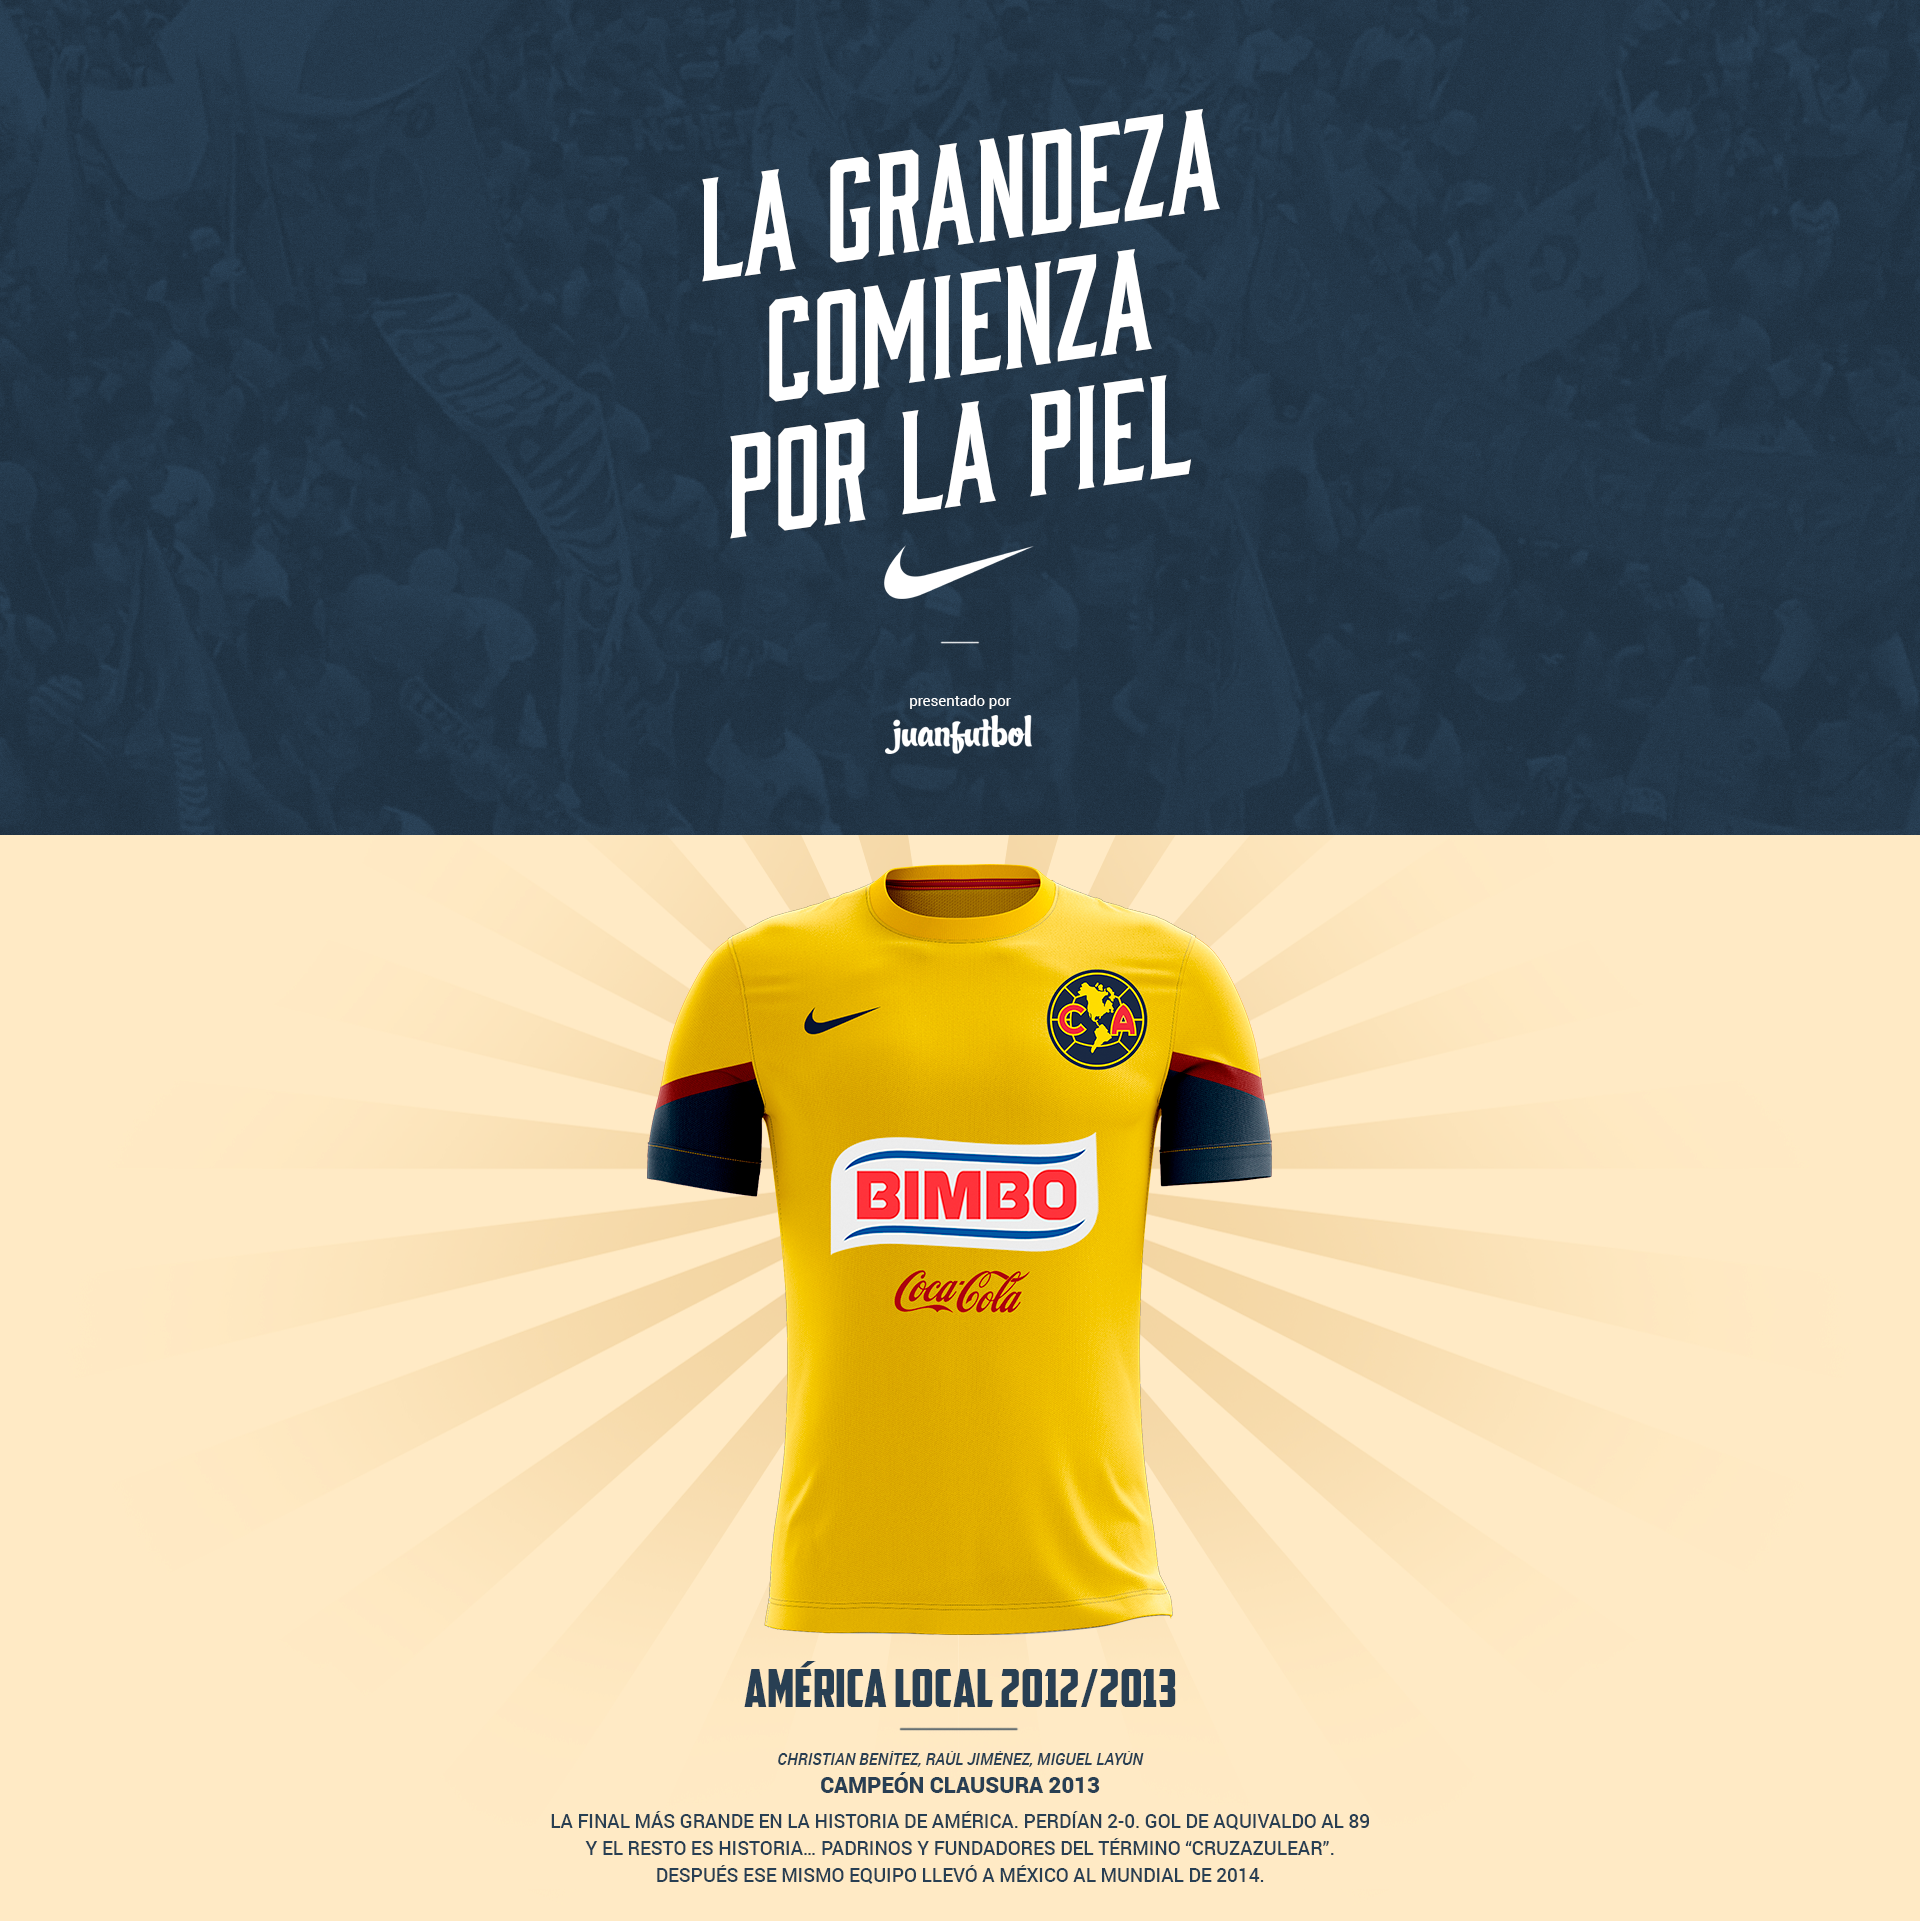 LA GRANDEZA
COMIENZA
POR LA PIEL
presentado por
juanfutbol
C A
BIMBO
Coca-Cola
AMÉRICA LOCAL 2012/2013
CHRISTIAN BENÍTEZ, RAÚL JIMÉNEZ, MIGUEL LAYÚN
CAMPEÓN CLAUSURA 2013
LA FINAL MÁS GRANDE EN LA HISTORIA DE AMÉRICA. PERDÍAN 2-0. GOL DE AQUIVALDO AL 89
Y EL RESTO ES HISTORIA... PADRINOS Y FUNDADORES DEL TÉRMINO “CRUZAZULEAR”.
DESPUÉS ESE MISMO EQUIPO LLEVÓ A MÉXICO AL MUNDIAL DE 2014.